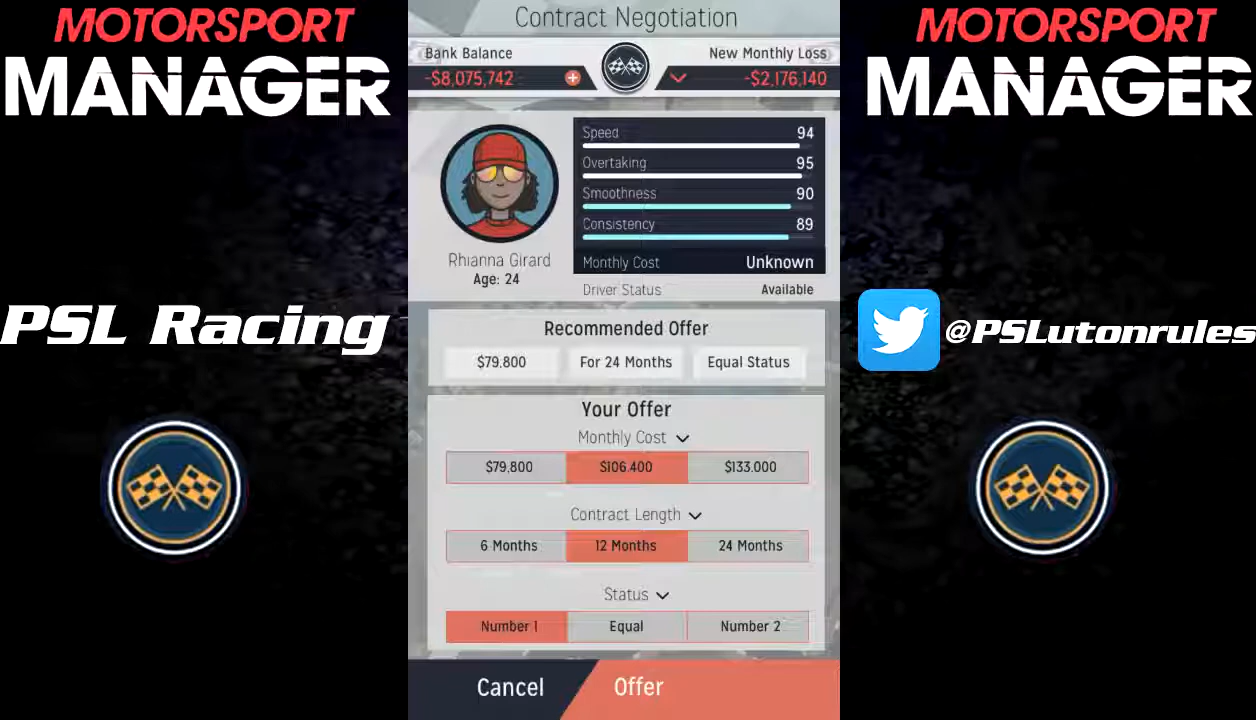 MOTORSPORT
MANAGER
PSL Racing
Contract Negotiation
Bank Balance
New Monthly Loss
-$8,075,742
-$2,176,140
Speed 94
Overtaking 95
Smoothness 90
Consistency 89
Monthly Cost Unknown
Driver Status Available
Rhianna Girard
Age: 24
Recommended Offer
$79,800 For 24 Months Equal Status
Your Offer
Monthly Cost
$79,800 $106,400 $133,000
Contract Length
6 Months 12 Months 24 Months
Status
Number 1 Equal Number 2
Cancel Offer
MOTORSPORT
MANAGER
@PSLutonrules